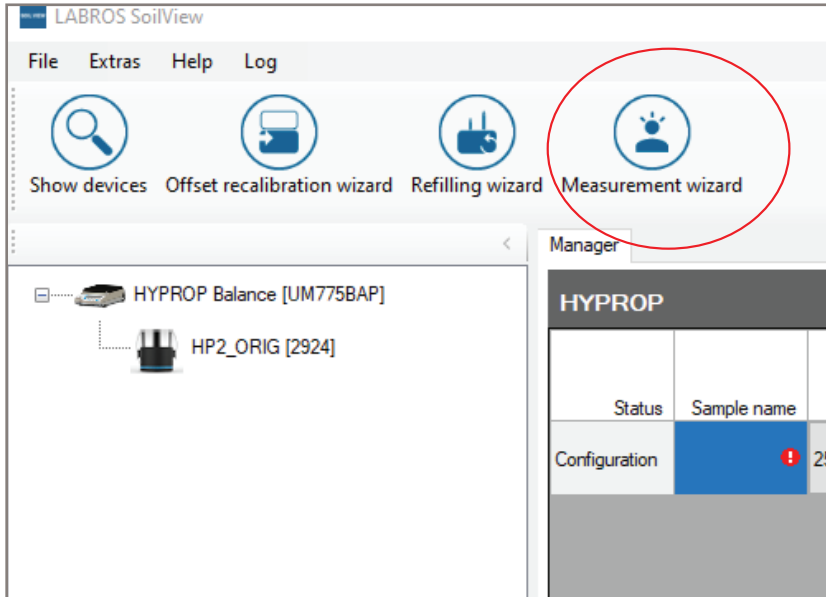 LABROS SoilView
File Extras Help Log
Show devices Offset recalibration wizard Refilling wizard Measurement wizard
Manager
HYPROP Balance [UM775BAP]
HP2_ORIG [2924]
HYPROP
Status Sample name
Configuration 25